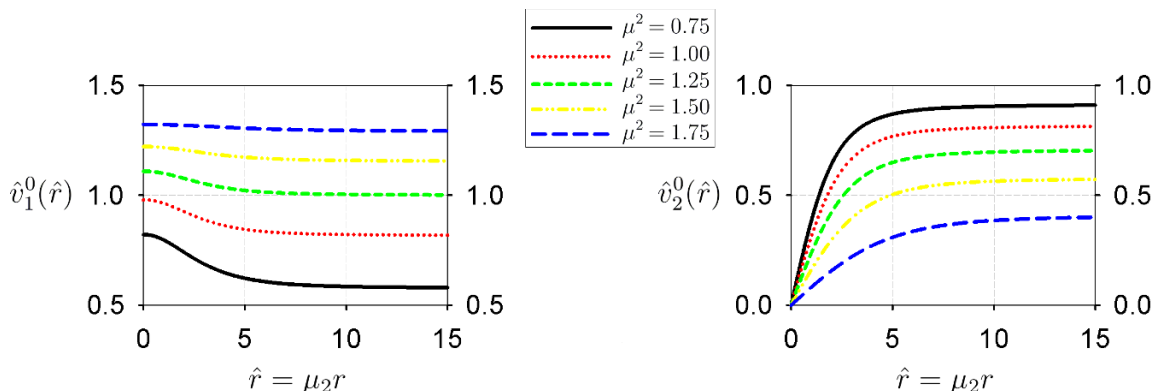 μ² = 0.75
μ² = 1.00
μ² = 1.25
μ² = 1.50
μ² = 1.75
1.5 1.5
1.0 1.0
0.5 0.5
0 5 10 15
v̂₁⁰(r̂)
r̂ = μ₂r
1.0 1.0
0.5 0.5
0.0 0.0
0 5 10 15
v̂₂⁰(r̂)
r̂ = μ₂r